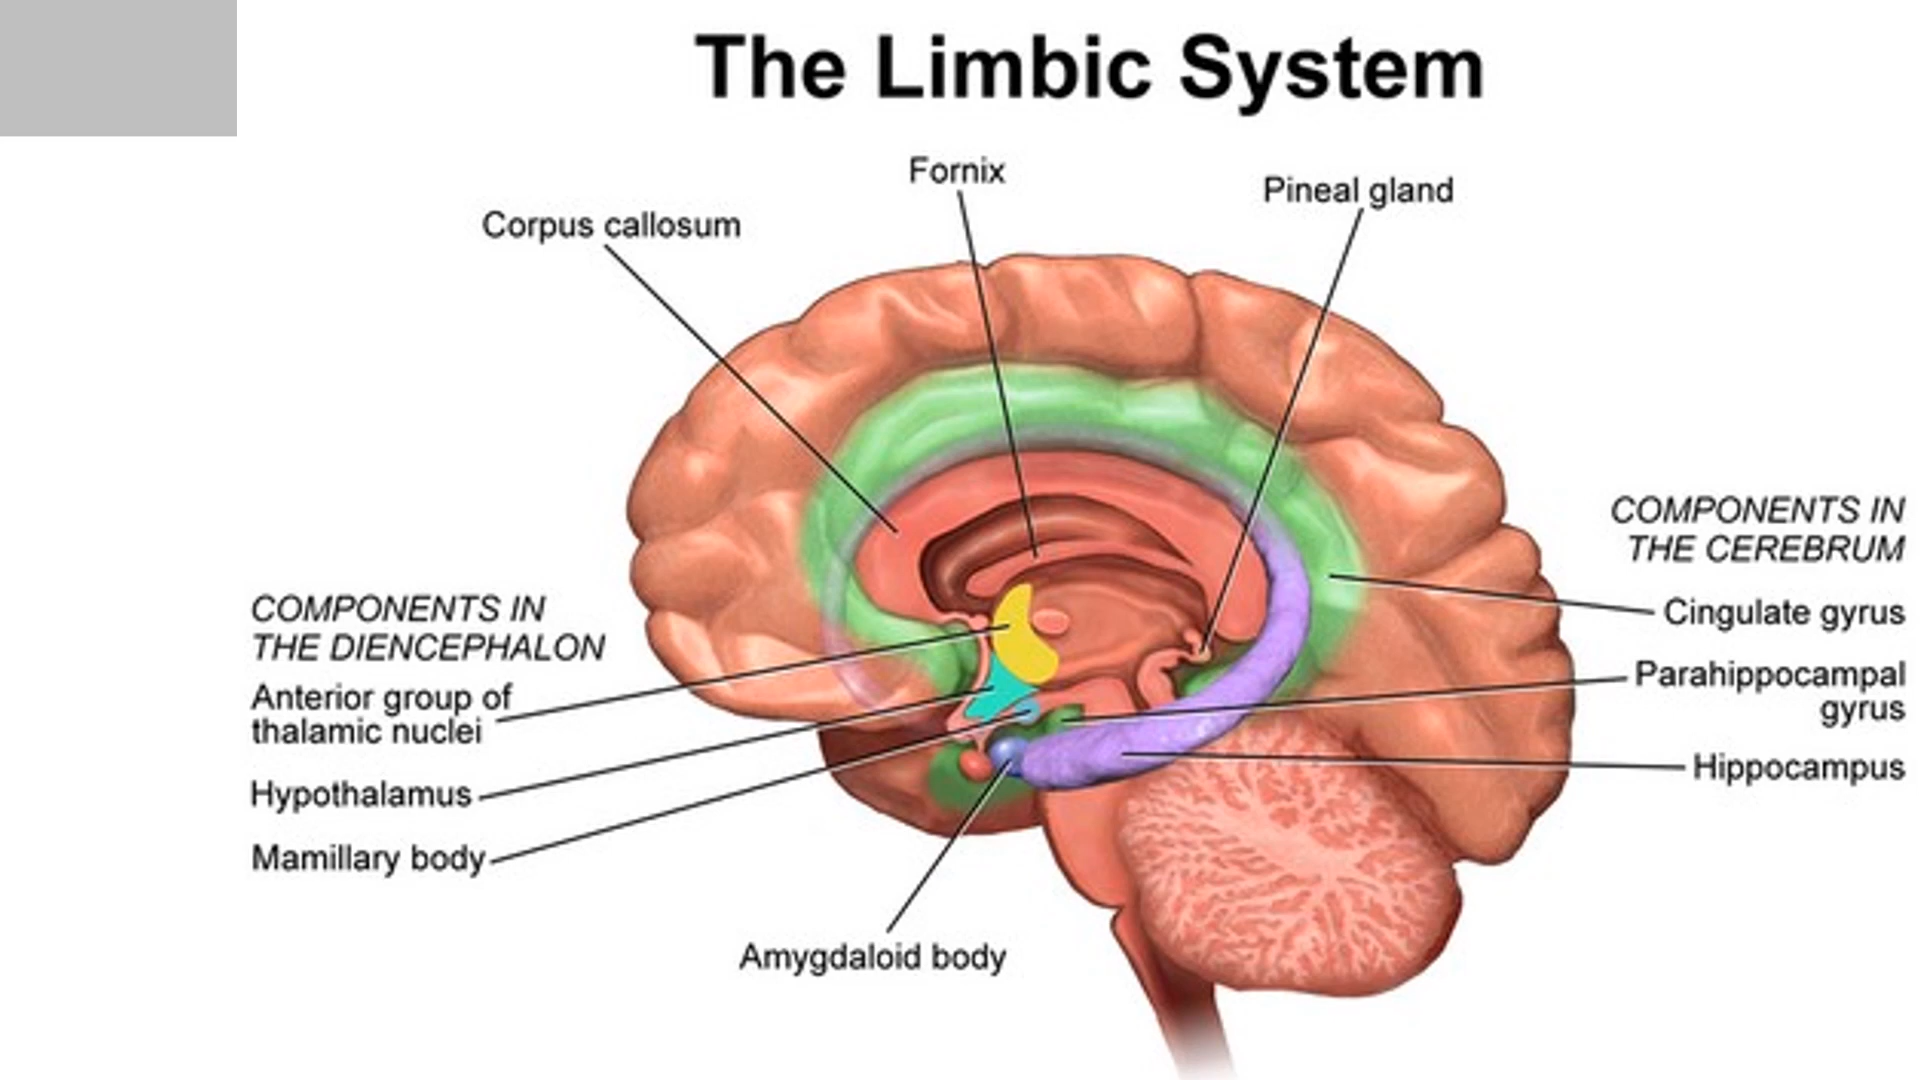 The Limbic System
Fornix
Pineal gland
Corpus callosum
COMPONENTS IN
THE CEREBRUM
Cingulate gyrus
Parahippocampal
gyrus
Hippocampus
COMPONENTS IN
THE DIENCEPHALON
Anterior group of
thalamic nuclei
Hypothalamus
Mamillary body
Amygdaloid body